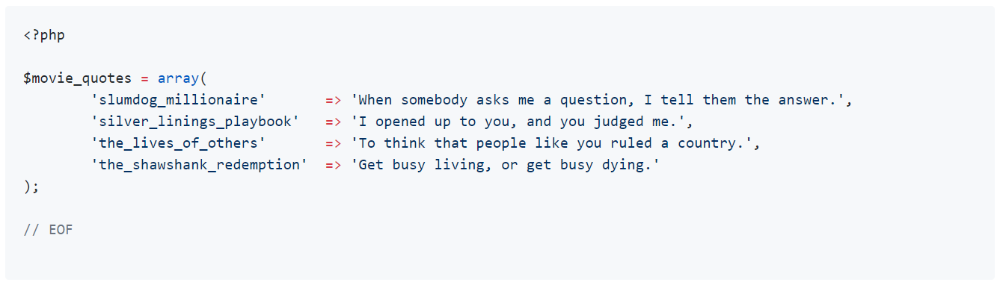 <?php
$movie_quotes = array(
'slumdog_millionaire' => 'When somebody asks me a question, I tell them the answer.',
'silver_linings_playbook' => 'I opened up to you, and you judged me.',
'the_lives_of_others' => 'To think that people like you ruled a country.',
'the_shawshank_redemption' => 'Get busy living, or get busy dying.'
);
// EOF